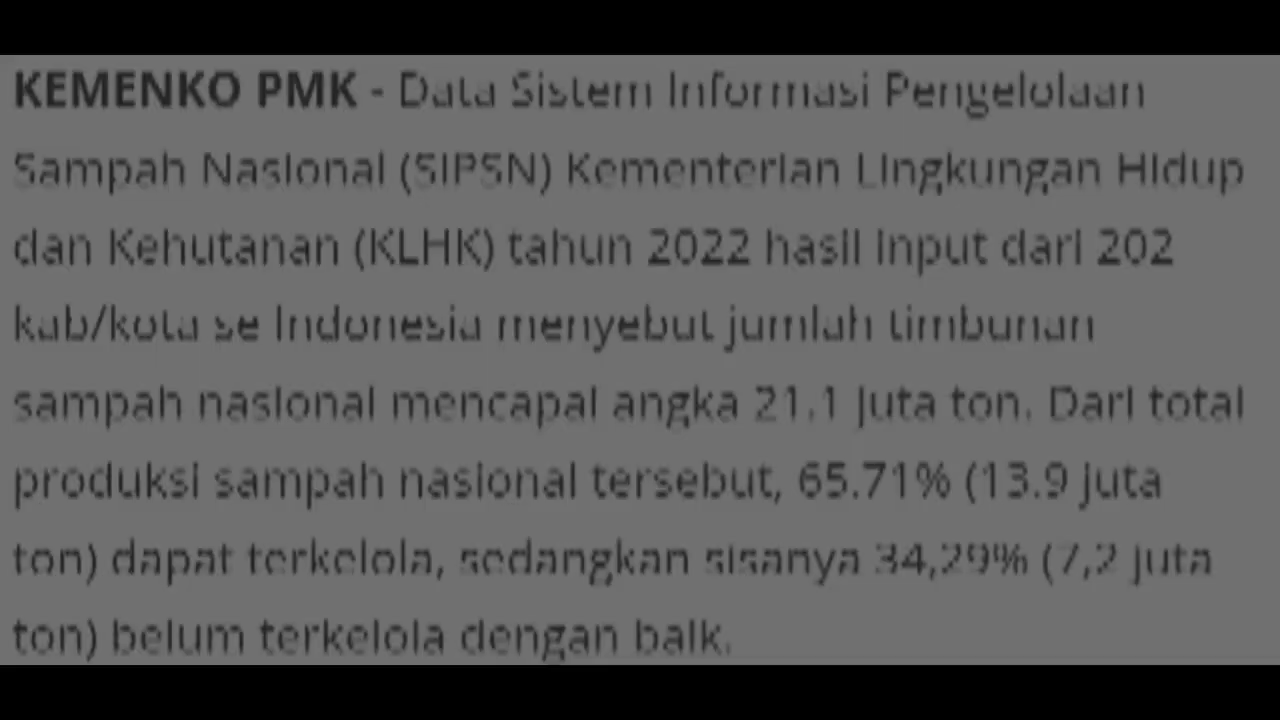 KEMENKO PMK - Data Sistem Informasi Pengelolaan
Sampah Nasional (SIPSN) Kementerian Lingkungan Hidup
dan Kehutanan (KLHK) tahun 2022 hasil input dari 202
kab/kota se Indonesia menyebut jumlah timbunan
sampah nasional mencapai angka 21.1 juta ton. Dari total
produksi sampah nasional tersebut, 65.71% (13.9 juta
ton) dapat terkelola, sedangkan sisanya 34,29% (7,2 juta
ton) belum terkelola dengan baik.